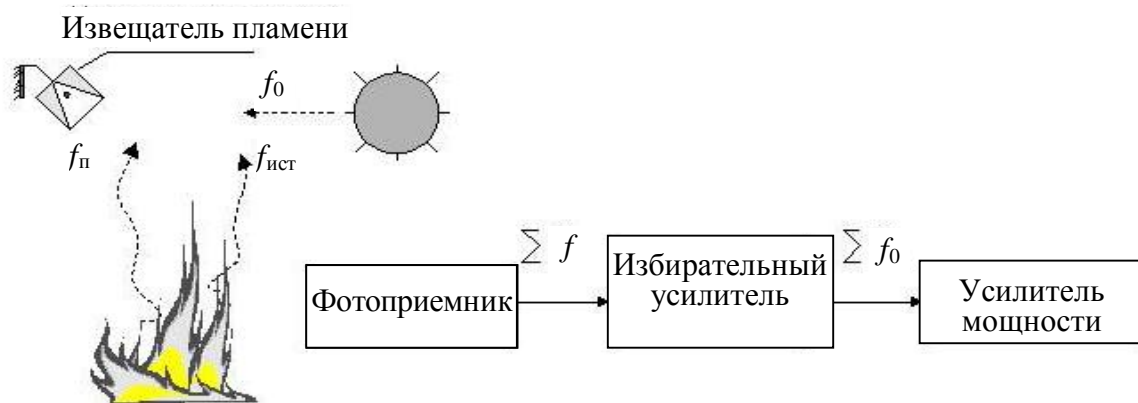 Извещатель пламени
f₀
fп
fист
∑ f
∑ f₀
Фотоприемник
Избирательный
усилитель
Усилитель
мощности